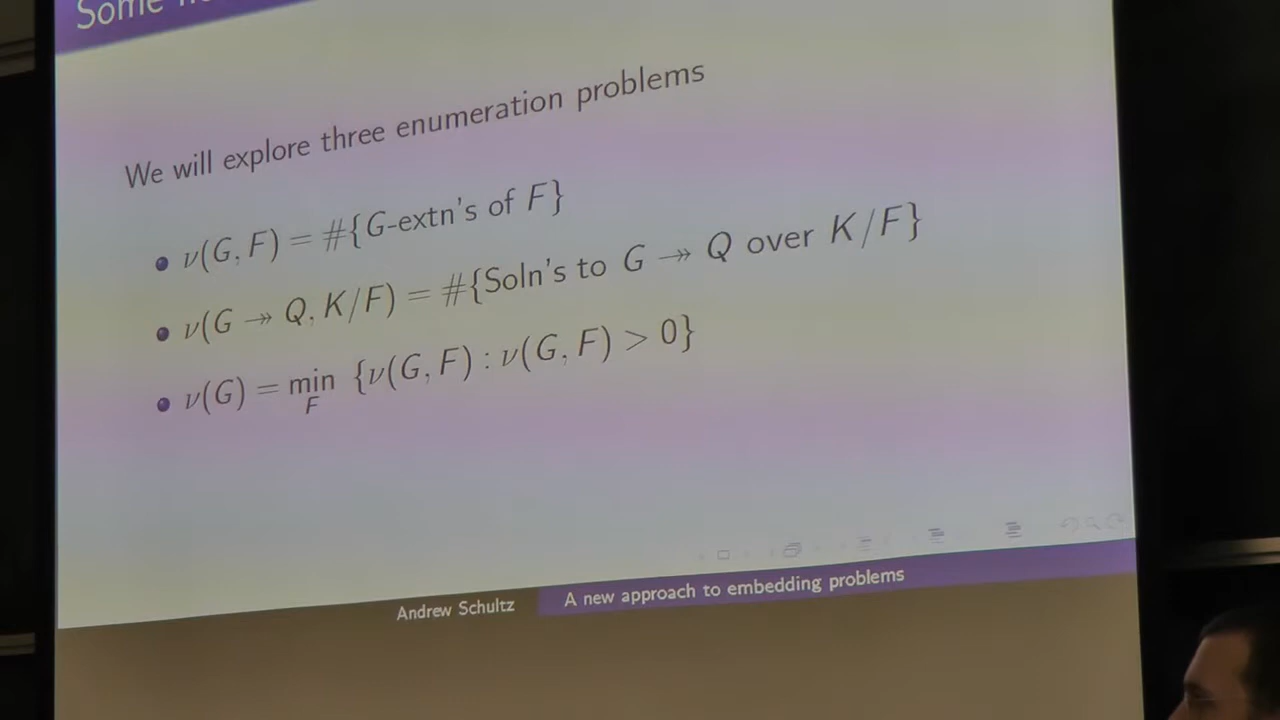 Some
We will explore three enumeration problems
• ν(G, F) = #{G-extn's of F}
• ν(G ↠ Q, K/F) = #{Soln's to G ↠ Q over K/F}
• ν(G) = min {ν(G, F) : ν(G, F) > 0}
F
Andrew Schultz
A new approach to embedding problems